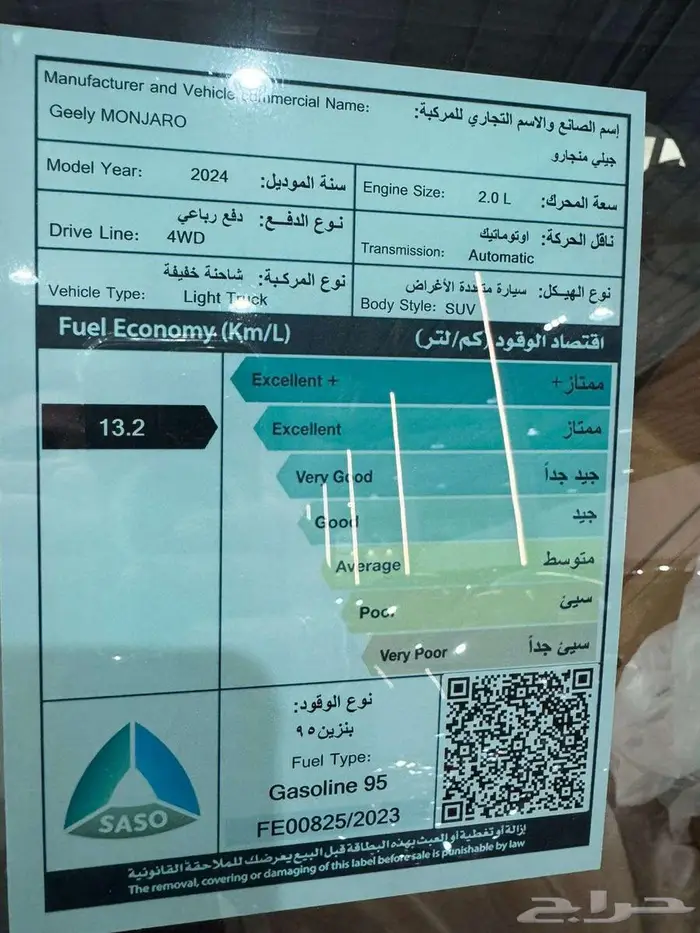 Manufacturer and Vehicle Commercial Name:
إسم الصانع والاسم التجاري للمركبة:
Geely MONJARO
جيلي منجارو
Model Year: 2024 سنة الموديل:
Engine Size: 2.0 L سعة المحرك:
نوع الدفع: دفع رباعي
Drive Line: 4WD
ناقل الحركة: اوتوماتيك
Transmission: Automatic
نوع المركبة: شاحنة خفيفة
Vehicle Type: Light Truck
نوع الهيكل: سيارة متعددة الأغراض
Body Style: SUV
Fuel Economy (Km/L) اقتصاد الوقود (كم/لتر)
Excellent + ممتاز+
13.2
Excellent ممتاز
Very Good جيد جداً
Good جيد
Average متوسط
Poor سيئ
Very Poor سيئ جداً
نوع الوقود:
بنزين ٩٥
Fuel Type:
Gasoline 95
FE00825/2023
SASO
إزالة أو تغطية أو العبث بهذه البطاقة قبل البيع يعرضك للملاحقة القانونية
The removal, covering or damaging of this label before sale is punishable by law
حراج